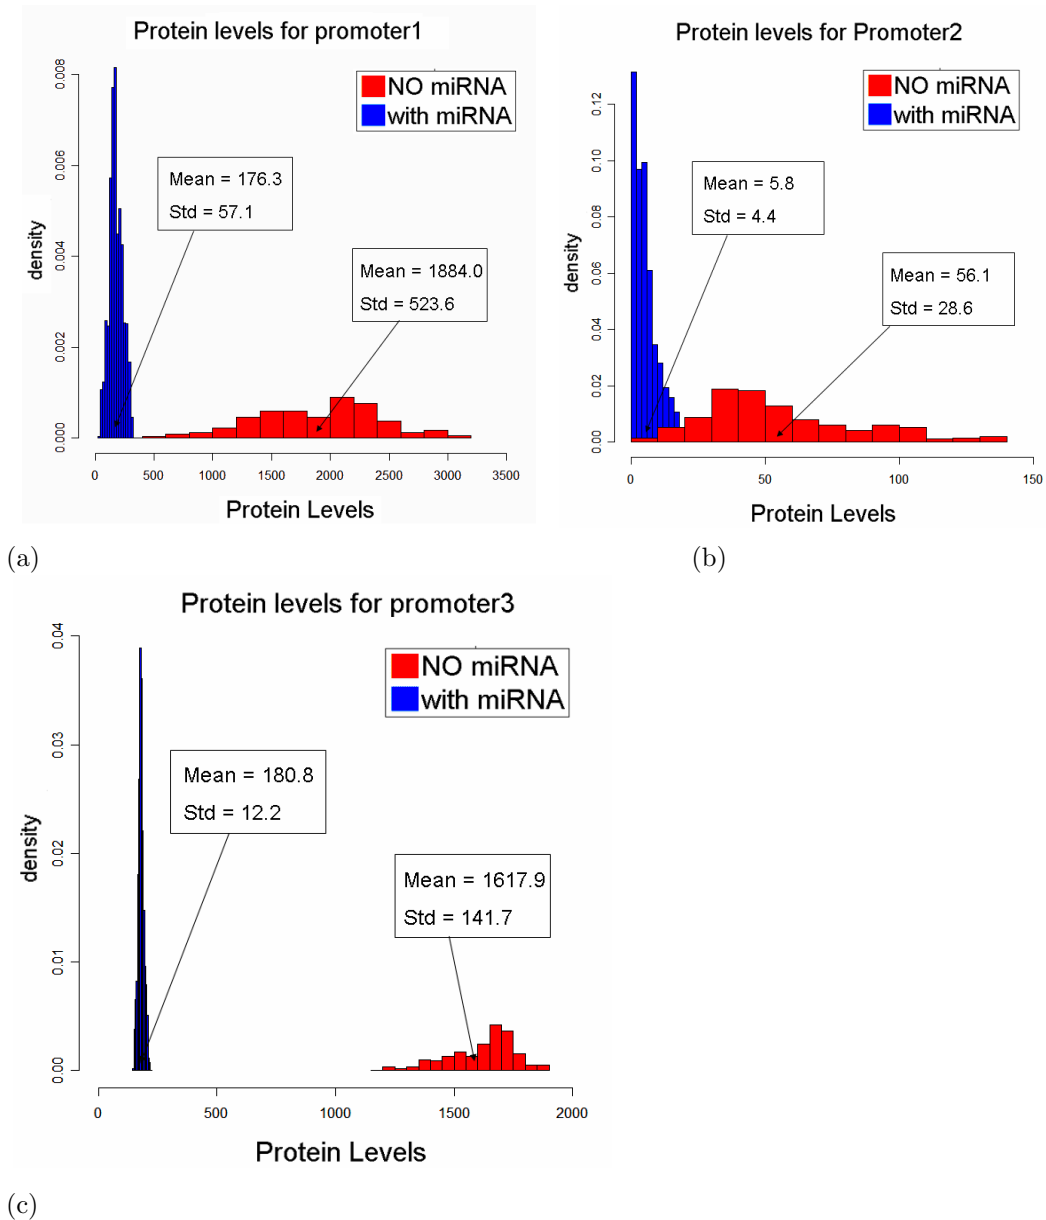 Protein levels for promoter1
NO miRNA
with miRNA
Mean = 176.3
Std = 57.1
Mean = 1884.0
Std = 523.6
density
0.000
0.002
0.004
0.006
0.008
0
500
1000
1500
2000
2500
3000
3500
Protein Levels
(a)
Protein levels for Promoter2
NO miRNA
with miRNA
Mean = 5.8
Std = 4.4
Mean = 56.1
Std = 28.6
density
0.00
0.02
0.04
0.06
0.08
0.10
0.12
0
50
100
150
Protein Levels
(b)
Protein levels for promoter3
NO miRNA
with miRNA
Mean = 180.8
Std = 12.2
Mean = 1617.9
Std = 141.7
density
0.00
0.01
0.02
0.03
0.04
0
500
1000
1500
2000
Protein Levels
(c)